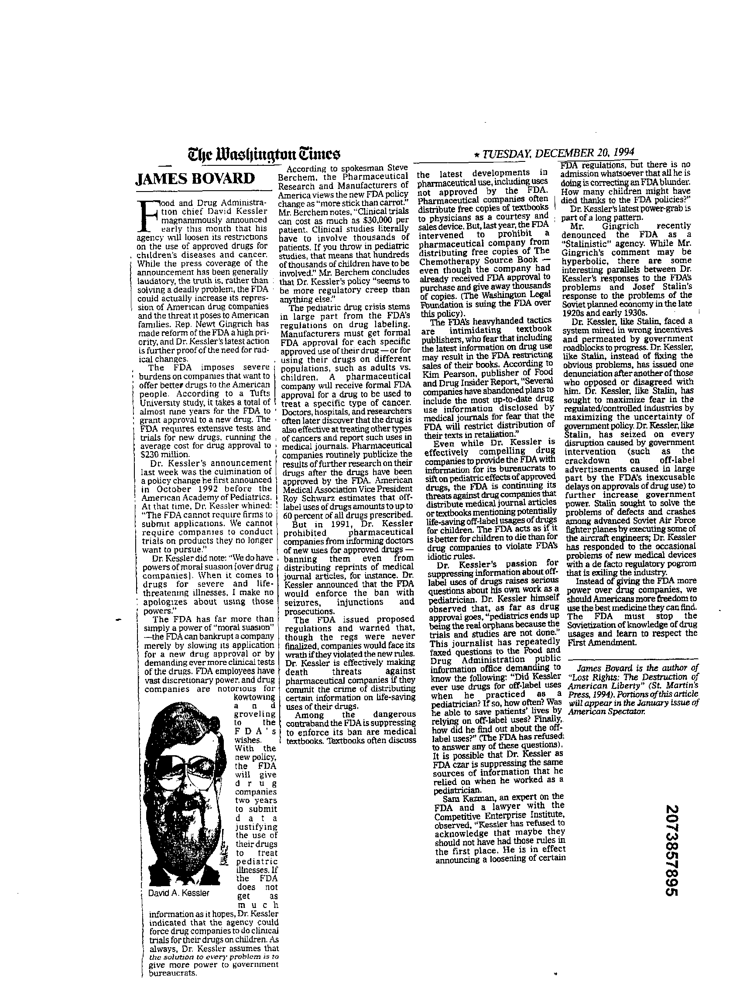 The Washington Times
★ TUESDAY, DECEMBER 20, 1994
JAMES BOVARD
Food and Drug Administra-
tion chief David Kessler
magnanimously announced
early this month that his
agency will loosen its restrictions
on the use of approved drugs for
children's diseases and cancer.
While the press coverage of the
announcement has been generally
laudatory, the truth is, rather than
solving a deadly problem, the FDA
could actually increase its repres-
sion of American drug companies
and the threat it poses to American
families. Rep. Newt Gingrich has
made reform of the FDA a high pri-
ority, and Dr. Kessler's latest action
is further proof of the need for rad-
ical changes.
The FDA imposes severe
burdens on companies that want to
offer better drugs to the American
people. According to a Tufts
University study, it takes a total of
almost nine years for the FDA to
grant approval to a new drug. The
FDA requires extensive tests and
trials for new drugs, running the
average cost for drug approval to
$230 million.
Dr. Kessler's announcement
last week was the culmination of
a policy change he first announced
in October 1992 before the
American Academy of Pediatrics.
At that time, Dr. Kessler whined:
"The FDA cannot require firms to
submit applications. We cannot
require companies to conduct
trials on products they no longer
want to pursue."
Dr. Kessler did note: "We do have
powers of moral suasion [over drug
companies]. When it comes to
drugs for severe and life-
threatening illnesses, I make no
apologizes about using those
powers."
The FDA has far more than
simply a power of "moral suasion"
—the FDA can bankrupt a company
merely by slowing its application
for a new drug approval or by
demanding ever more clinical tests
of the drugs. FDA employees have
vast discretionary power, and drug
companies are notorious for
kowtowing
a n d
groveling
to the
F D A ' s
wishes.
With the
new policy,
the FDA
will give
d r u g
companies
two years
to submit
d a t a
justifying
the use of
their drugs
to treat
pediatric
illnesses. If
the FDA
does not
get as
m u c h
David A. Kessler
information as it hopes, Dr. Kessler
indicated that the agency could
force drug companies to do clinical
trials for their drugs on children. As
always, Dr. Kessler assumes that
the solution to every problem is to
give more power to government
bureaucrats.
According to spokesman Steve
Berchem, the Pharmaceutical
Research and Manufacturers of
America views the new FDA policy
change as "more stick than carrot."
Mr. Berchem notes, "Clinical trials
can cost as much as $30,000 per
patient. Clinical studies literally
have to involve thousands of
patients. If you throw in pediatric
studies, that means that hundreds
of thousands of children have to be
involved." Mr. Berchem concludes
that Dr. Kessler's policy "seems to
be more regulatory creep than
anything else."
The pediatric drug crisis stems
in large part from the FDA's
regulations on drug labeling.
Manufacturers must get formal
FDA approval for each specific
approved use of their drug — or for
using their drugs on different
populations, such as adults vs.
children. A pharmaceutical
company will receive formal FDA
approval for a drug to be used to
treat a specific type of cancer.
Doctors, hospitals, and researchers
often later discover that the drug is
also effective at treating other types
of cancers and report such uses in
medical journals. Pharmaceutical
companies routinely publicize the
results of further research on their
drugs after the drugs have been
approved by the FDA. American
Medical Association Vice President
Roy Schwarz estimates that off-
label uses of drugs amounts to up to
60 percent of all drugs prescribed.
But in 1991, Dr. Kessler
prohibited pharmaceutical
companies from informing doctors
of new uses for approved drugs —
banning them even from
distributing reprints of medical
journal articles, for instance. Dr.
Kessler announced that the FDA
would enforce the ban with
seizures, injunctions and
prosecutions.
The FDA issued proposed
regulations and warned that,
though the regs were never
finalized, companies would face its
wrath if they violated the new rules.
Dr. Kessler is effectively making
death threats against
pharmaceutical companies if they
commit the crime of distributing
certain information on life-saving
uses of their drugs.
Among the dangerous
contraband the FDA is suppressing
to enforce its ban are medical
textbooks. Textbooks often discuss
the latest developments in
pharmaceutical use, including uses
not approved by the FDA.
Pharmaceutical companies often
distribute free copies of textbooks
to physicians as a courtesy and
sales device. But, last year, the FDA
intervened to prohibit a
pharmaceutical company from
distributing free copies of The
Chemotherapy Source Book —
even though the company had
already received FDA approval to
purchase and give away thousands
of copies. (The Washington Legal
Foundation is suing the FDA over
this policy).
The FDA's heavyhanded tactics
are intimidating textbook
publishers, who fear that including
the latest information on drug use
may result in the FDA restricting
sales of their books. According to
Kim Pearson, publisher of Food
and Drug Insider Report, "Several
companies have abandoned plans to
include the most up-to-date drug
use information disclosed by
medical journals for fear that the
FDA will restrict distribution of
their texts in retaliation."
Even while Dr. Kessler is
effectively compelling drug
companies to provide the FDA with
information for its bureaucrats to
sift on pediatric effects of approved
drugs, the FDA is continuing its
threats against drug companies that
distribute medical journal articles
or textbooks mentioning potentially
life-saving off-label usages of drugs
for children. The FDA acts as if it
is better for children to die than for
drug companies to violate FDA's
idiotic rules.
Dr. Kessler's passion for
suppressing information about off-
label uses of drugs raises serious
questions about his own work as a
pediatrician. Dr. Kessler himself
observed that, as far as drug
approval goes, "pediatrics ends up
being the real orphans because the
trials and studies are not done."
This journalist has repeatedly
faxed questions to the Food and
Drug Administration public
information office demanding to
know the following: "Did Kessler
ever use drugs for off-label uses
when he practiced as a
pediatrician? If so, how often? Was
he able to save patients' lives by
relying on off-label uses? Finally,
how did he find out about the off-
label uses?" (The FDA has refused
to answer any of these questions).
It is possible that Dr. Kessler as
FDA czar is suppressing the same
sources of information that he
relied on when he worked as a
pediatrician.
Sam Kazman, an expert on the
FDA and a lawyer with the
Competitive Enterprise Institute,
observed, "Kessler has refused to
acknowledge that maybe they
should not have had those rules in
the first place. He is in effect
announcing a loosening of certain
FDA regulations, but there is no
admission whatsoever that all he is
doing is correcting an FDA blunder.
How many children might have
died thanks to the FDA policies?"
Dr. Kessler's latest power-grab is
part of a long pattern.
Mr. Gingrich recently
denounced the FDA as a
"Stalinistic" agency. While Mr.
Gingrich's comment may be
hyperbolic, there are some
interesting parallels between Dr.
Kessler's responses to the FDA's
problems and Josef Stalin's
response to the problems of the
Soviet planned economy in the late
1920s and early 1930s.
Dr. Kessler, like Stalin, faced a
system mired in wrong incentives
and permeated by government
roadblocks to progress. Dr. Kessler,
like Stalin, instead of fixing the
obvious problems, has issued one
denunciation after another of those
who opposed or disagreed with
him. Dr. Kessler, like Stalin, has
sought to maximize fear in the
regulated/controlled industries by
maximizing the uncertainty of
government policy. Dr. Kessler, like
Stalin, has seized on every
disruption caused by government
intervention (such as the
crackdown on off-label
advertisements caused in large
part by the FDA's inexcusable
delays on approvals of drug use) to
further increase government
power. Stalin sought to solve the
problems of defects and crashes
among advanced Soviet Air Force
fighter planes by executing some of
the aircraft engineers; Dr. Kessler
has responded to the occasional
problems of new medical devices
with a de facto regulatory pogrom
that is exiling the industry.
Instead of giving the FDA more
power over drug companies, we
should Americans more freedom to
use the best medicine they can find.
The FDA must stop the
Sovietization of knowledge of drug
usages and learn to respect the
First Amendment.
James Bovard is the author of
"Lost Rights: The Destruction of
American Liberty" (St. Martin's
Press, 1994). Portions of this article
will appear in the January issue of
American Spectator.
2073857895